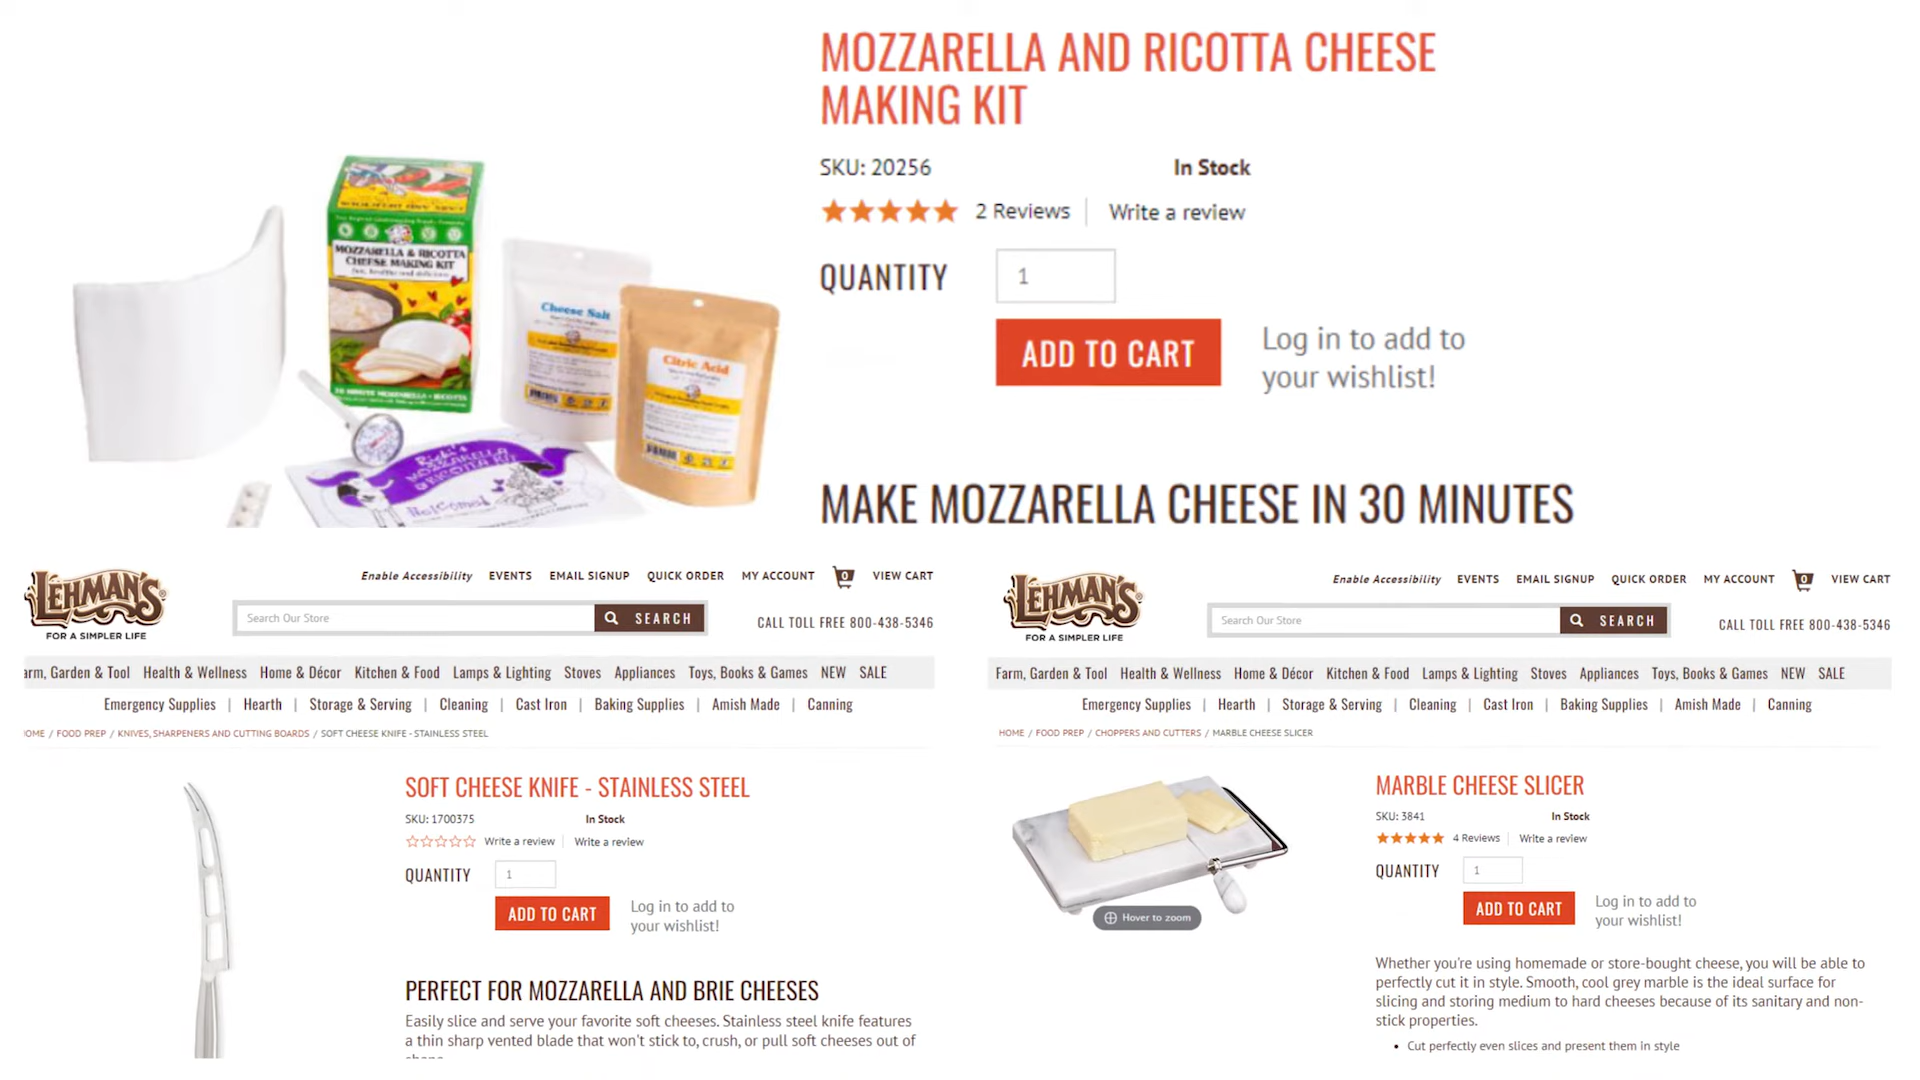 MOZZARELLA AND RICOTTA CHEESE
MAKING KIT
SKU: 20256 In Stock
2 Reviews Write a review
QUANTITY 1
ADD TO CART
Log in to add to
your wishlist!
MAKE MOZZARELLA CHEESE IN 30 MINUTES
MOZZARELLA & RICOTTA
CHEESE MAKING KIT
Cheese Salt
Citric Acid
Ricki's
MOZZARELLA
& RICOTTA KIT
Welcome!
LEHMAN'S®
FOR A SIMPLER LIFE
Enable Accessibility EVENTS EMAIL SIGNUP QUICK ORDER MY ACCOUNT 0 VIEW CART
Search Our Store SEARCH
CALL TOLL FREE 800-438-5346
arm, Garden & Tool Health & Wellness Home & Décor Kitchen & Food Lamps & Lighting Stoves Appliances Toys, Books & Games NEW SALE
Emergency Supplies | Hearth | Storage & Serving | Cleaning | Cast Iron | Baking Supplies | Amish Made | Canning
OME / FOOD PREP / KNIVES, SHARPENERS AND CUTTING BOARDS / SOFT CHEESE KNIFE - STAINLESS STEEL
SOFT CHEESE KNIFE - STAINLESS STEEL
SKU: 1700375 In Stock
Write a review Write a review
QUANTITY 1
ADD TO CART
Log in to add to
your wishlist!
PERFECT FOR MOZZARELLA AND BRIE CHEESES
Easily slice and serve your favorite soft cheeses. Stainless steel knife features
a thin sharp vented blade that won't stick to, crush, or pull soft cheeses out of
LEHMAN'S®
FOR A SIMPLER LIFE
Enable Accessibility EVENTS EMAIL SIGNUP QUICK ORDER MY ACCOUNT 0 VIEW CART
Search Our Store SEARCH
CALL TOLL FREE 800-438-5346
Farm, Garden & Tool Health & Wellness Home & Décor Kitchen & Food Lamps & Lighting Stoves Appliances Toys, Books & Games NEW SALE
Emergency Supplies | Hearth | Storage & Serving | Cleaning | Cast Iron | Baking Supplies | Amish Made | Canning
HOME / FOOD PREP / CHOPPERS AND CUTTERS / MARBLE CHEESE SLICER
MARBLE CHEESE SLICER
SKU: 3841 In Stock
4 Reviews Write a review
QUANTITY 1
ADD TO CART
Log in to add to
your wishlist!
Hover to zoom
Whether you're using homemade or store-bought cheese, you will be able to
perfectly cut it in style. Smooth, cool grey marble is the ideal surface for
slicing and storing medium to hard cheeses because of its sanitary and non-
stick properties.
• Cut perfectly even slices and present them in style